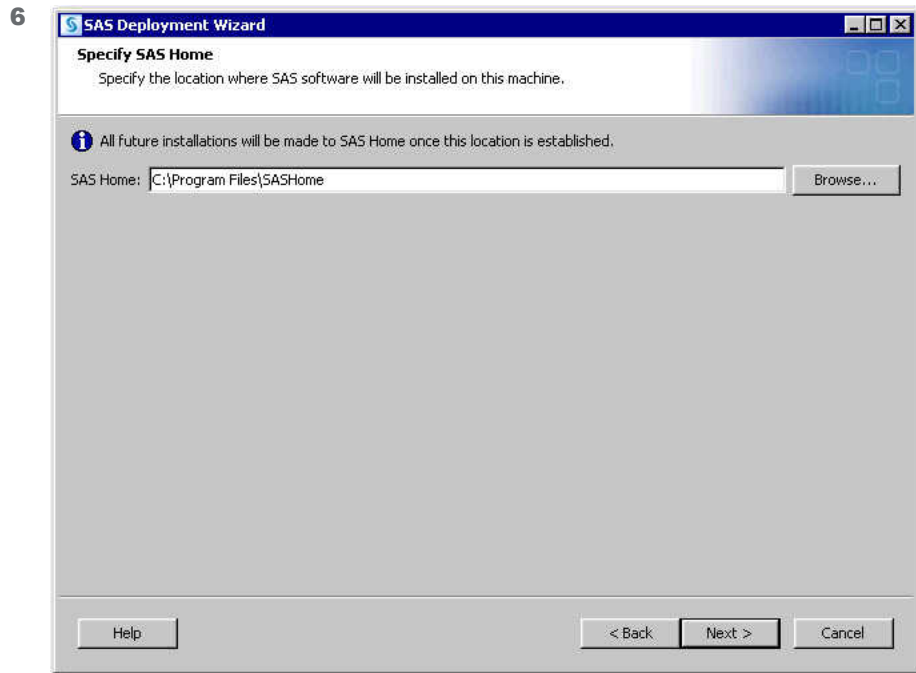 6
SAS Deployment Wizard
Specify SAS Home
Specify the location where SAS software will be installed on this machine.
All future installations will be made to SAS Home once this location is established.
SAS Home: C:\Program Files\SASHome Browse...
Help < Back Next > Cancel